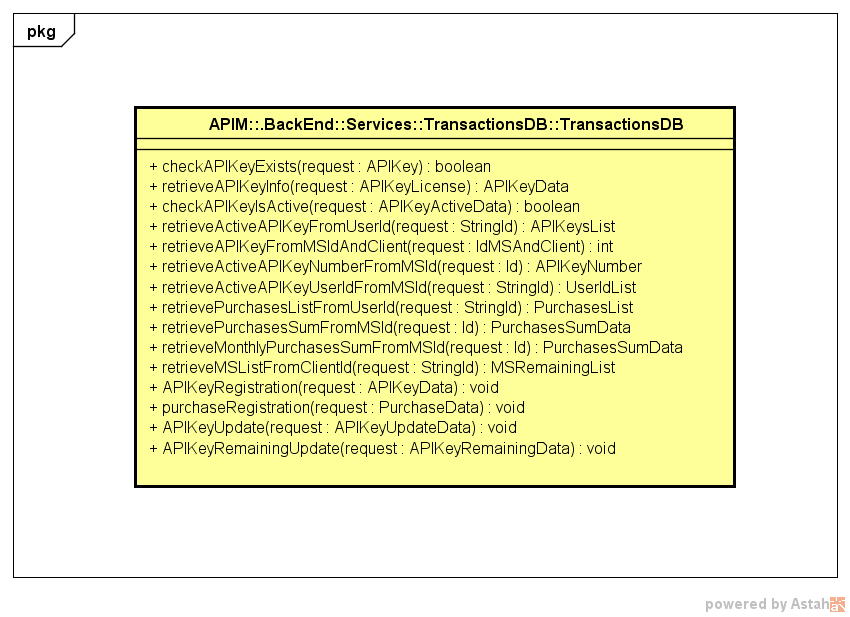 pkg
APIM::.BackEnd::Services::TransactionsDB::TransactionsDB
+ checkAPIKeyExists(request : APIKey) : boolean
+ retrieveAPIKeyInfo(request : APIKeyLicense) : APIKeyData
+ checkAPIKeyIsActive(request : APIKeyActiveData) : boolean
+ retrieveActiveAPIKeyFromUserId(request : StringId) : APIKeysList
+ retrieveAPIKeyFromMSIdAndClient(request : IdMSAndClient) : int
+ retrieveActiveAPIKeyNumberFromMSId(request : Id) : APIKeyNumber
+ retrieveActiveAPIKeyUserIdFromMSId(request : StringId) : UserIdList
+ retrievePurchasesListFromUserId(request : StringId) : PurchasesList
+ retrievePurchasesSumFromMSId(request : Id) : PurchasesSumData
+ retrieveMonthlyPurchasesSumFromMSId(request : Id) : PurchasesSumData
+ retrieveMSListFromClientId(request : StringId) : MSRemainingList
+ APIKeyRegistration(request : APIKeyData) : void
+ purchaseRegistration(request : PurchaseData) : void
+ APIKeyUpdate(request : APIKeyUpdateData) : void
+ APIKeyRemainingUpdate(request : APIKeyRemainingData) : void
powered by Astah